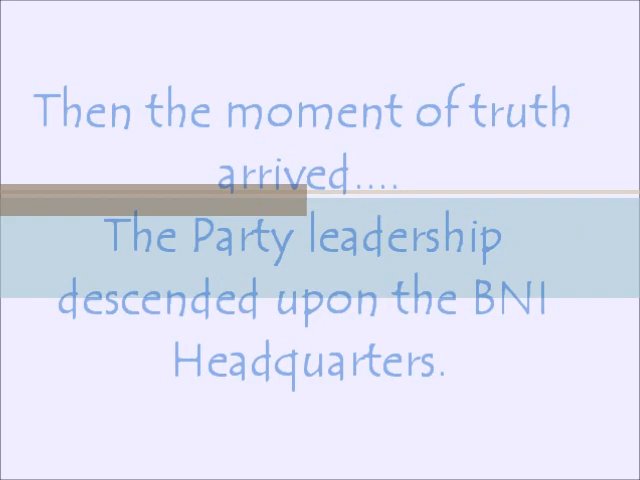 Then the moment of truth
arrived....
The Party leadership
descended upon the BNI
Headquarters.